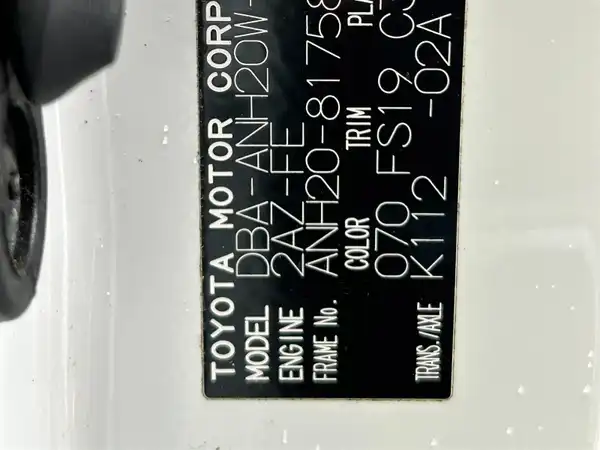 TOYOTA MOTOR CORP
MODEL DBA-ANH20W-
ENGINE 2AZ-FE
FRAME No. ANH20-81758
COLOR TRIM PLA
070 FS19 C
TRANS./AXLE K112 -02A